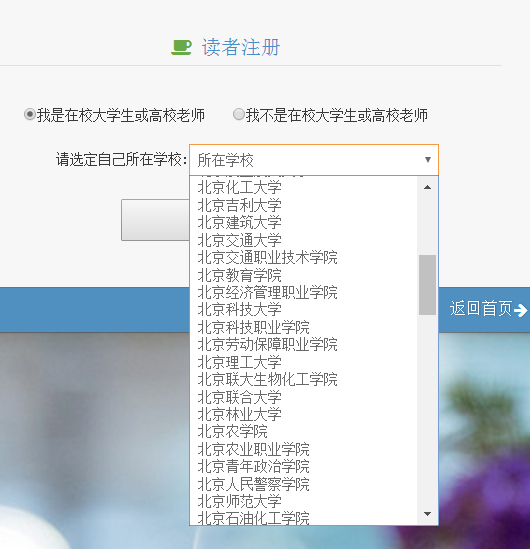 读者注册
我是在校大学生或高校老师 我不是在校大学生或高校老师
请选定自己所在学校: 所在学校
北京化工大学
北京吉利大学
北京建筑大学
北京交通大学
北京交通职业技术学院
北京教育学院
北京经济管理职业学院
北京科技大学
北京科技职业学院
北京劳动保障职业学院
北京理工大学
北京联大生物化工学院
北京联合大学
北京林业大学
北京农学院
北京农业职业学院
北京青年政治学院
北京人民警察学院
北京师范大学
北京石油化工学院
返回首页